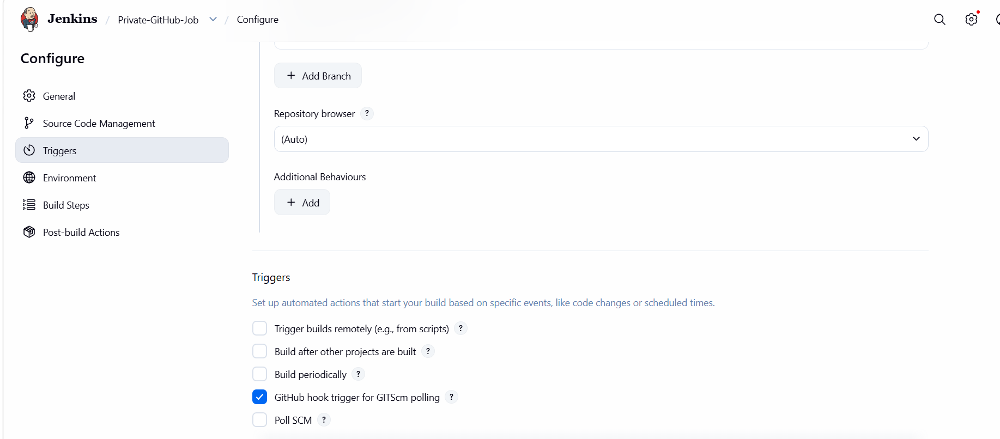 Jenkins / Private-GitHub-Job / Configure
Configure
General
Source Code Management
Triggers
Environment
Build Steps
Post-build Actions
+ Add Branch
Repository browser ?
(Auto)
Additional Behaviours
+ Add
Triggers
Set up automated actions that start your build based on specific events, like code changes or scheduled times.
Trigger builds remotely (e.g., from scripts) ?
Build after other projects are built ?
Build periodically ?
GitHub hook trigger for GITScm polling ?
Poll SCM ?